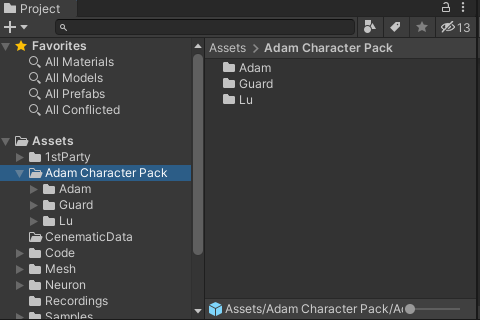 Project
13
Favorites
All Materials
All Models
All Prefabs
All Conflicted
Assets
1stParty
Adam Character Pack
Adam
Guard
Lu
CenematicData
Code
Mesh
Neuron
Recordings
Samples
Assets > Adam Character Pack
Adam
Guard
Lu
Assets/Adam Character Pack/